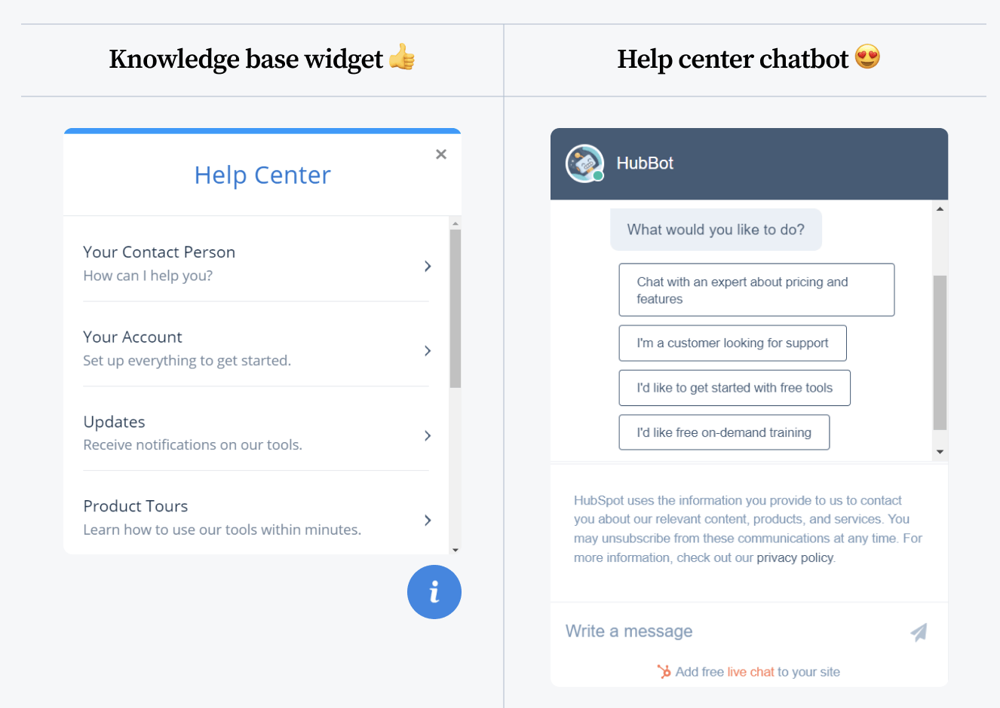 Knowledge base widget 👍
Help Center
Your Contact Person
How can I help you?
Your Account
Set up everything to get started.
Updates
Receive notifications on our tools.
Product Tours
Learn how to use our tools within minutes.
i
Help center chatbot 😍
HubBot
What would you like to do?
Chat with an expert about pricing and
features
I'm a customer looking for support
I'd like to get started with free tools
I'd like free on-demand training
HubSpot uses the information you provide to us to contact
you about our relevant content, products, and services. You
may unsubscribe from these communications at any time. For
more information, check out our privacy policy.
Write a message
Add free live chat to your site